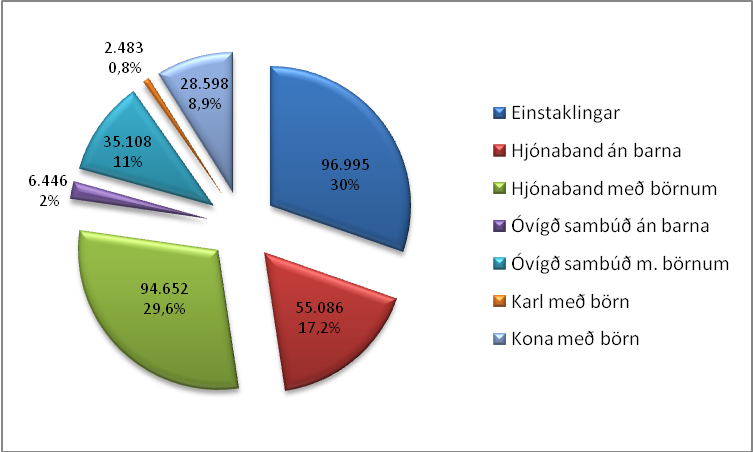 2.483
0,8%
28.598
8,9%
35.108
11%
96.995
30%
6.446
2%
94.652
29,6%
55.086
17,2%
Einstaklingar
Hjónaband án barna
Hjónaband með börnum
Óvígð sambúð án barna
Óvígð sambúð m. börnum
Karl með börn
Kona með börn